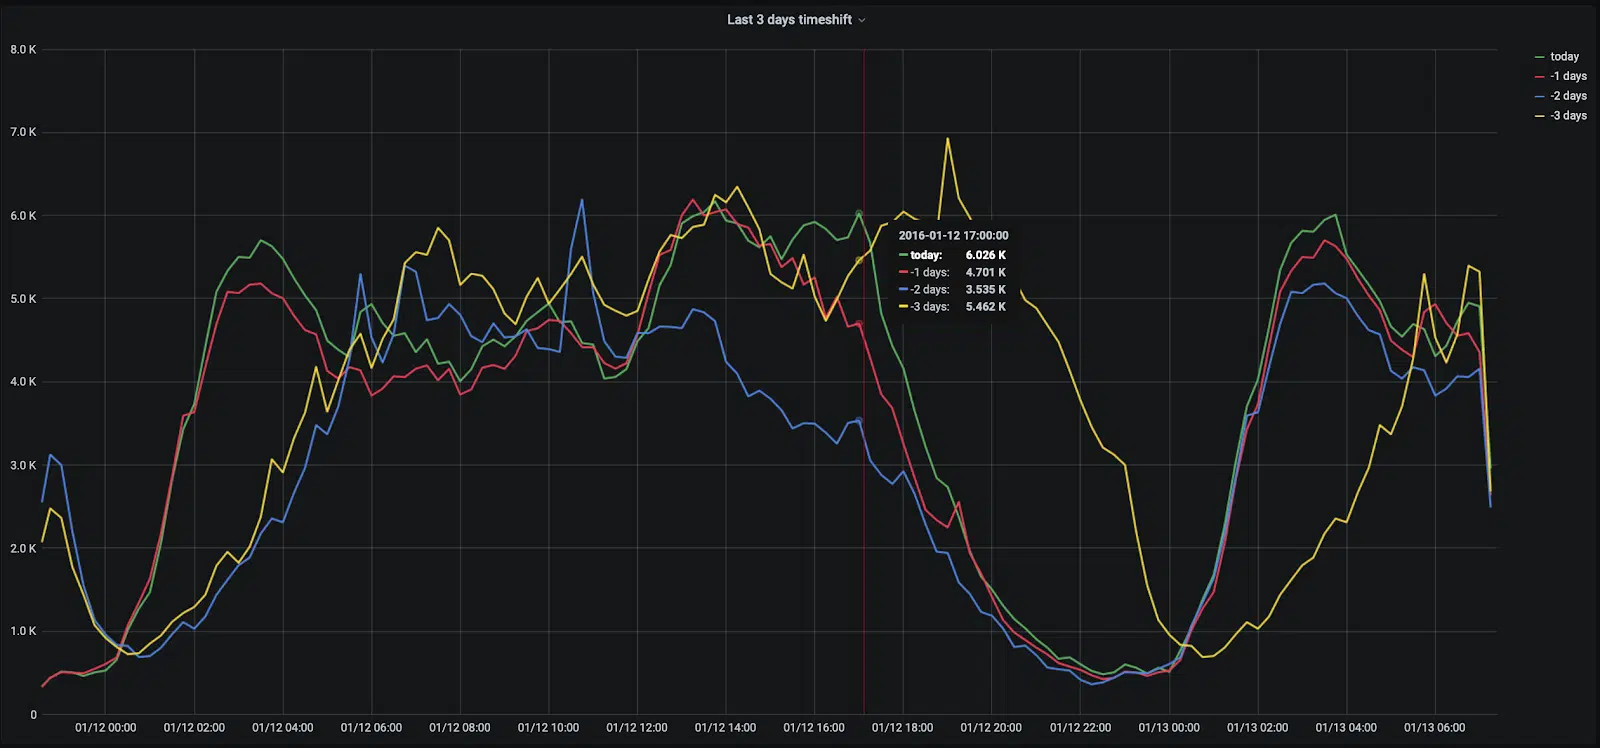 Last 3 days timeshift
8.0 K
7.0 K
6.0 K
5.0 K
4.0 K
3.0 K
2.0 K
1.0 K
0
01/12 00:00 01/12 02:00 01/12 04:00 01/12 06:00 01/12 08:00 01/12 10:00 01/12 12:00 01/12 14:00 01/12 16:00 01/12 18:00 01/12 20:00 01/12 22:00 01/13 00:00 01/13 02:00 01/13 04:00 01/13 06:00
2016-01-12 17:00:00
today: 6.026 K
-1 days: 4.701 K
-2 days: 3.535 K
-3 days: 5.462 K
today
-1 days
-2 days
-3 days